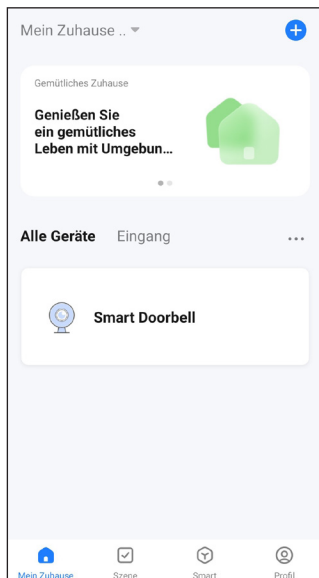 Mein Zuhause ..
Gemütliches Zuhause
Genießen Sie
ein gemütliches
Leben mit Umgebun...
Alle Geräte Eingang
Smart Doorbell
Mein Zuhause Szene Smart Profil